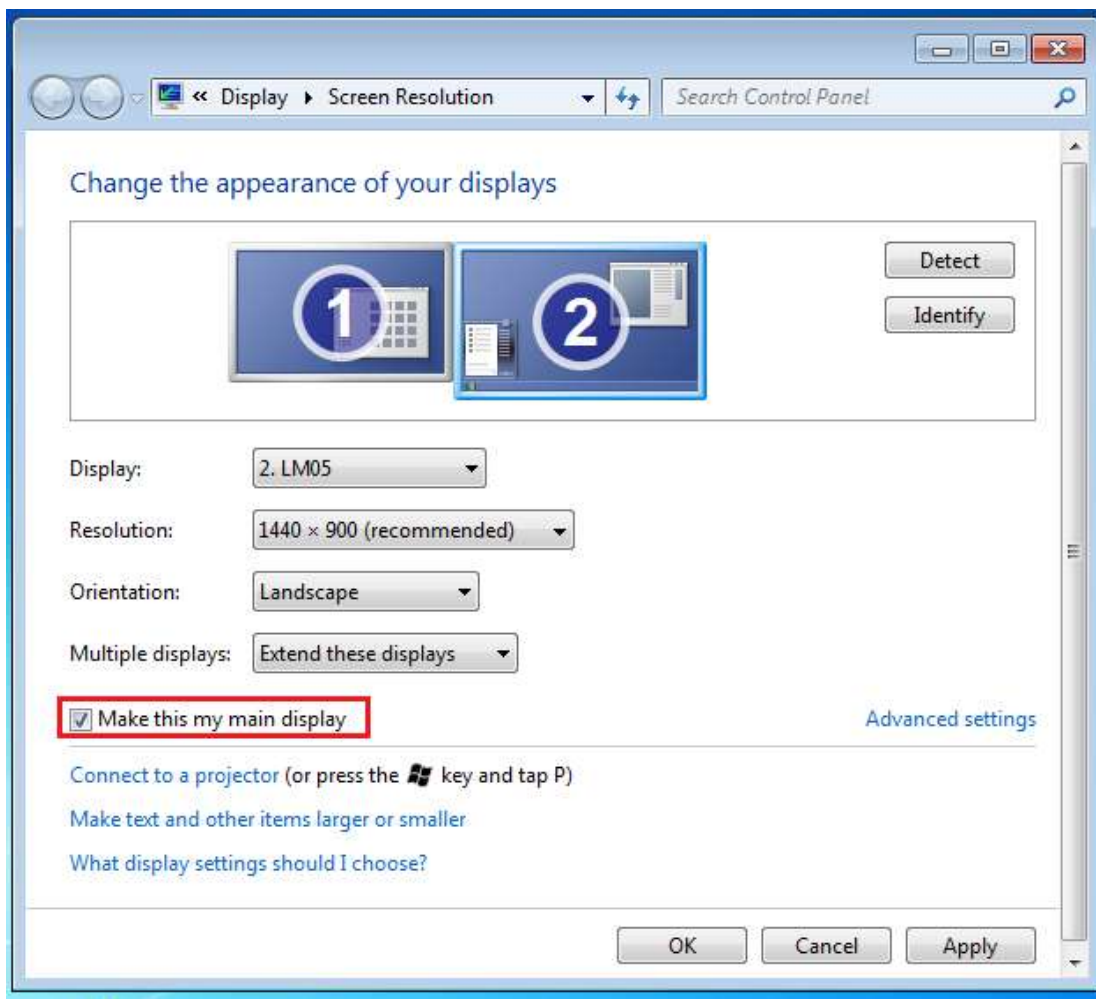 « Display ▸ Screen Resolution Search Control Panel
Change the appearance of your displays
1 2
Detect
Identify
Display: 2. LM05
Resolution: 1440 × 900 (recommended)
Orientation: Landscape
Multiple displays: Extend these displays
Make this my main display Advanced settings
Connect to a projector (or press the key and tap P)
Make text and other items larger or smaller
What display settings should I choose?
OK Cancel Apply